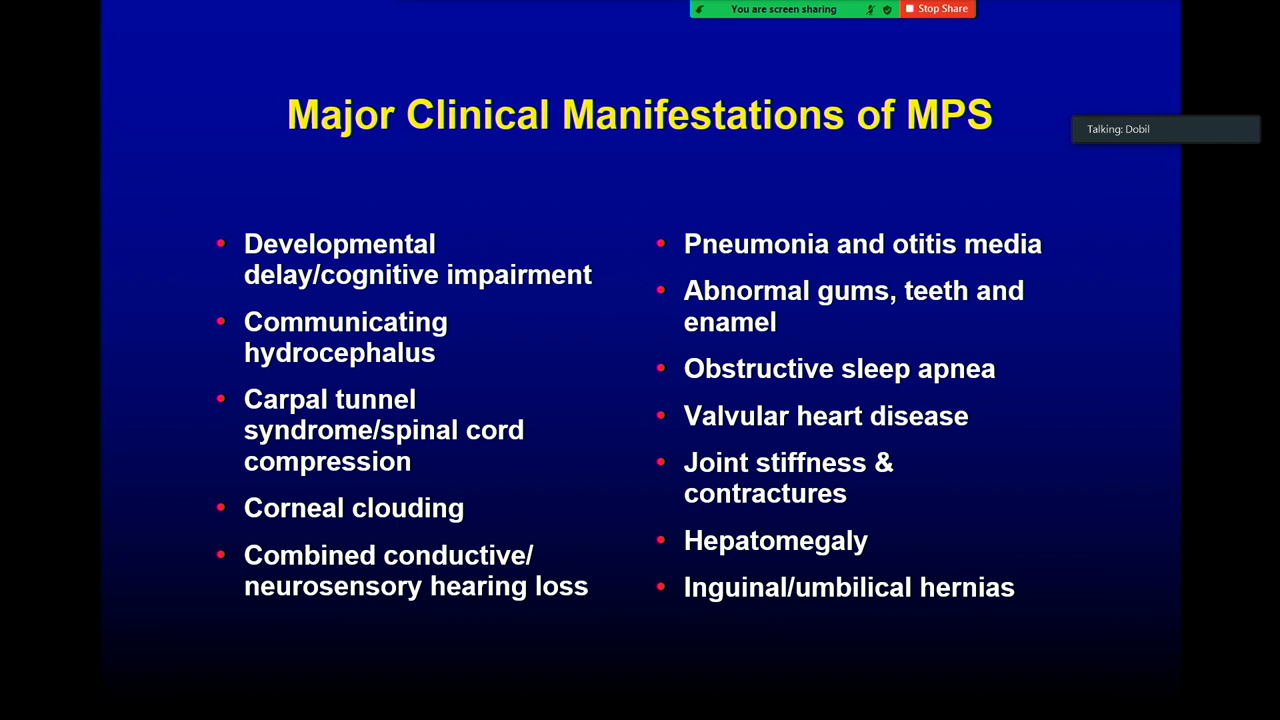 You are screen sharing
Stop Share
Major Clinical Manifestations of MPS
Talking: Dobil
• Developmental
delay/cognitive impairment
• Communicating
hydrocephalus
• Carpal tunnel
syndrome/spinal cord
compression
• Corneal clouding
• Combined conductive/
neurosensory hearing loss
• Pneumonia and otitis media
• Abnormal gums, teeth and
enamel
• Obstructive sleep apnea
• Valvular heart disease
• Joint stiffness &
contractures
• Hepatomegaly
• Inguinal/umbilical hernias